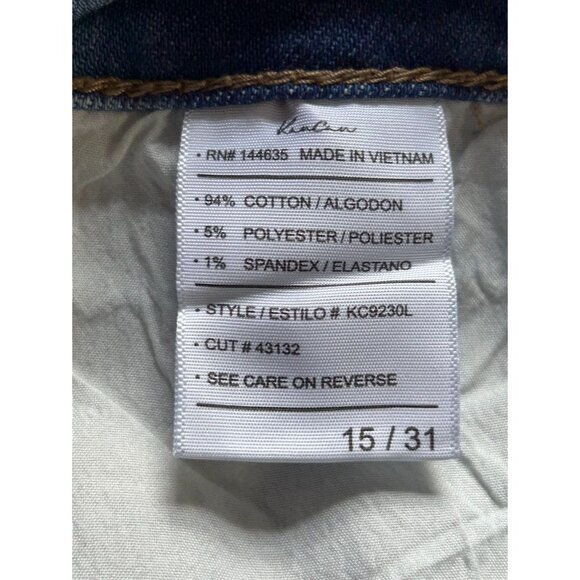 KanCan
• RN# 144635 MADE IN VIETNAM
• 94% COTTON / ALGODON
• 5% POLYESTER / POLIESTER
• 1% SPANDEX / ELASTANO
• STYLE / ESTILO # KC9230L
• CUT # 43132
• SEE CARE ON REVERSE
15 / 31